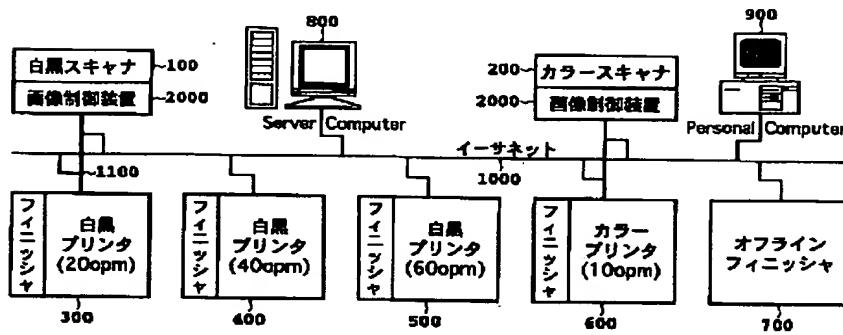 800
900
白黒スキャナ
100
画像制御装置
2000
Server Computer
200
カラースキャナ
2000
画像制御装置
Personal Computer
イーサネット
1100
1000
フィニッシャ
白黒
プリンタ
(20opm)
フィニッシャ
白黒
プリンタ
(40opm)
フィニッシャ
白黒
プリンタ
(60opm)
フィニッシャ
カラー
プリンタ
(10opm)
オフライン
フィニッシャ
300
400
500
600
700